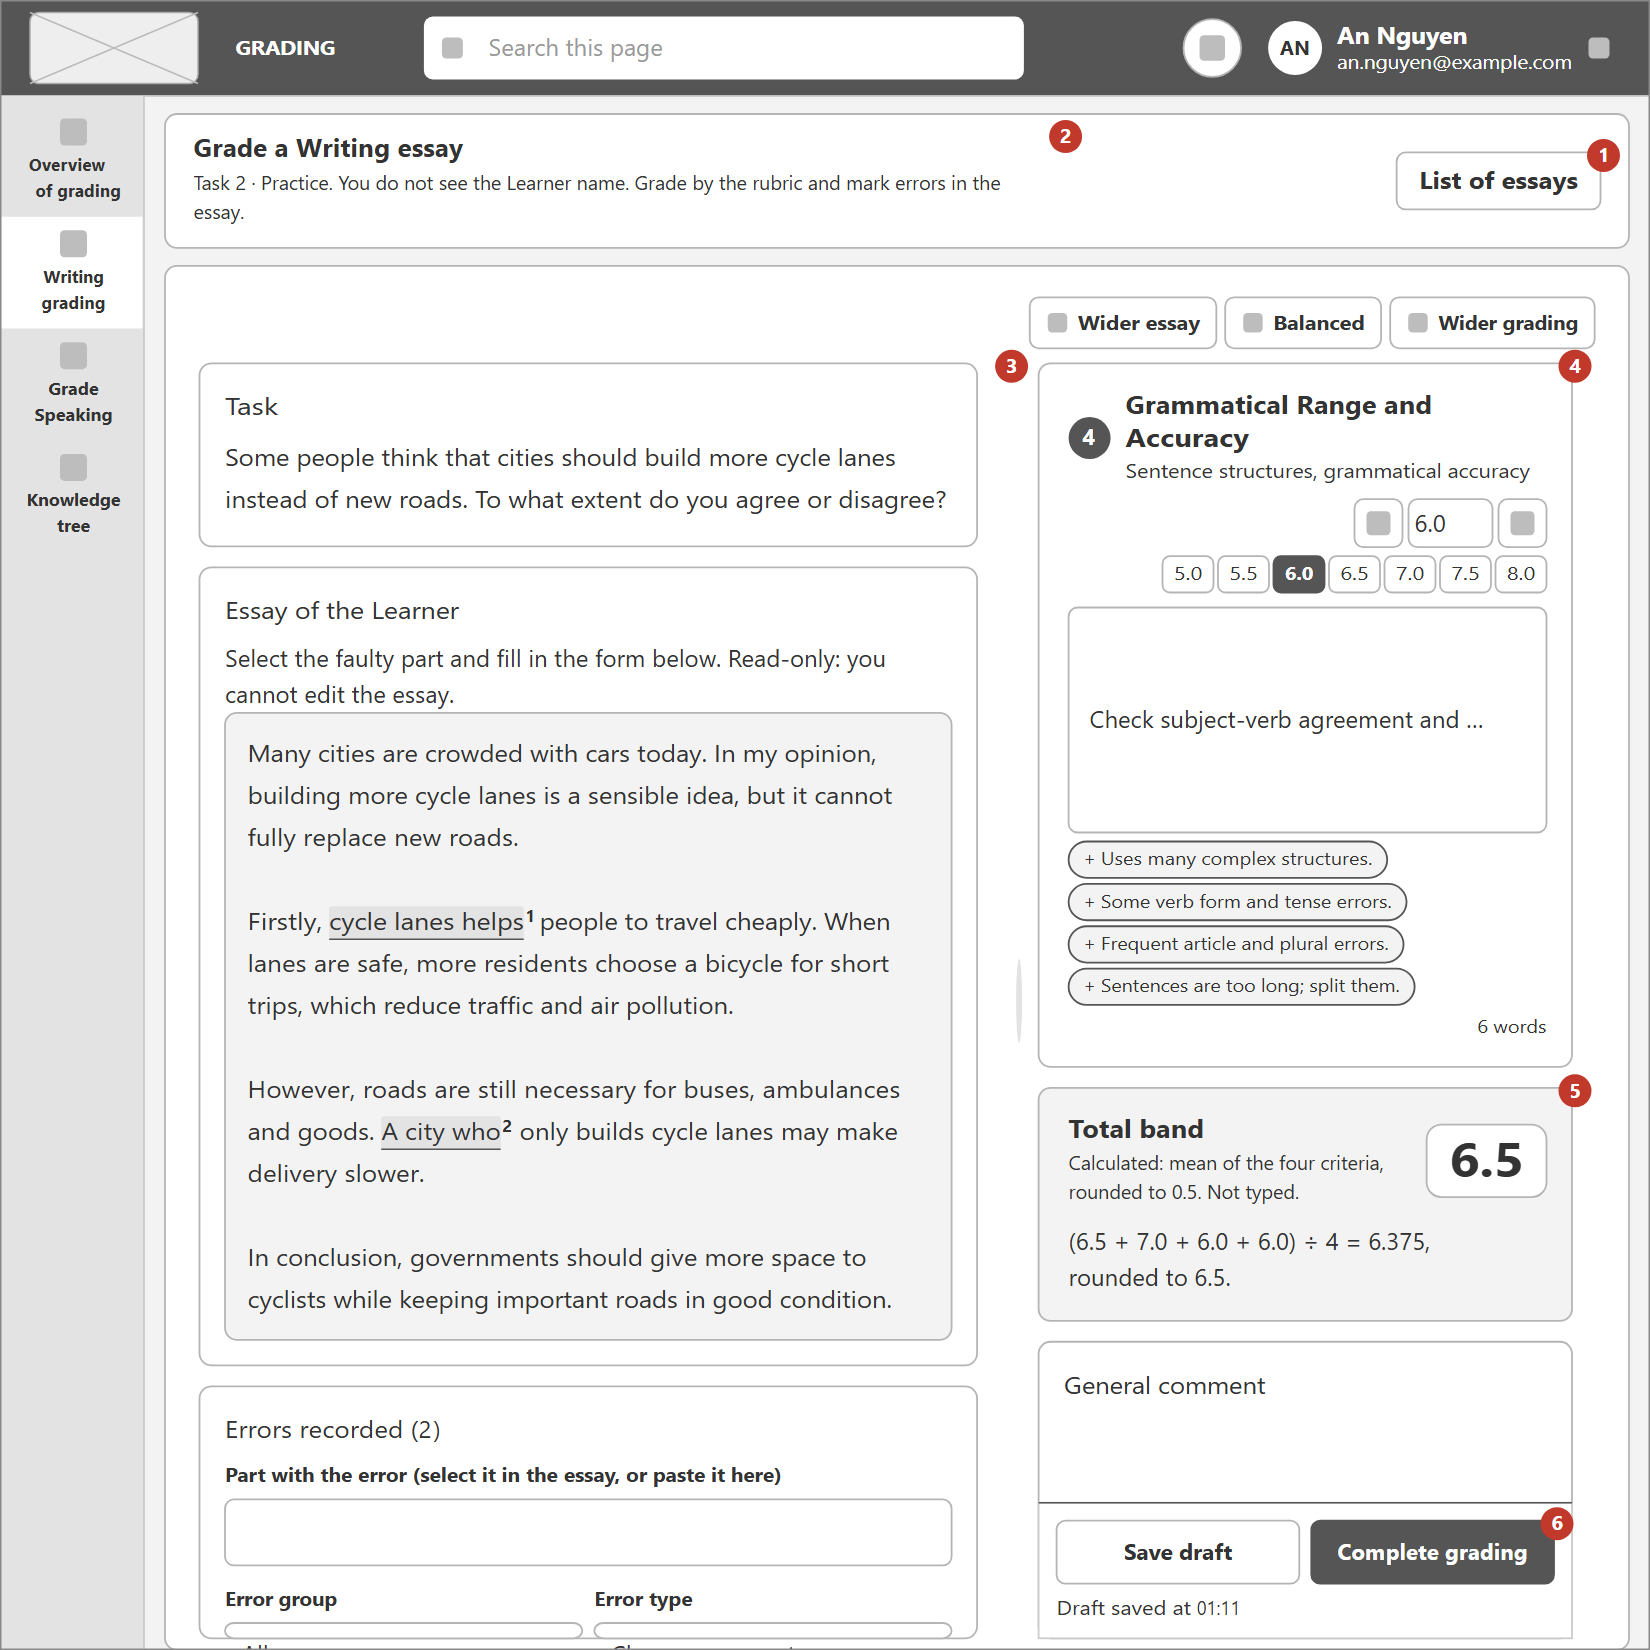 GRADING
Search this page
AN
An Nguyen
an.nguyen@example.com
Overview
of grading
Writing
grading
Grade
Speaking
Knowledge
tree
Grade a Writing essay
Task 2 · Practice. You do not see the Learner name. Grade by the rubric and mark errors in the
essay.
2
List of essays
1
Wider essay
Balanced
Wider grading
3
4
Task
Some people think that cities should build more cycle lanes
instead of new roads. To what extent do you agree or disagree?
Essay of the Learner
Select the faulty part and fill in the form below. Read-only: you
cannot edit the essay.
Many cities are crowded with cars today. In my opinion,
building more cycle lanes is a sensible idea, but it cannot
fully replace new roads.
Firstly, cycle lanes helps¹ people to travel cheaply. When
lanes are safe, more residents choose a bicycle for short
trips, which reduce traffic and air pollution.
However, roads are still necessary for buses, ambulances
and goods. A city who² only builds cycle lanes may make
delivery slower.
In conclusion, governments should give more space to
cyclists while keeping important roads in good condition.
Errors recorded (2)
Part with the error (select it in the essay, or paste it here)
Error group
Error type
4
Grammatical Range and
Accuracy
Sentence structures, grammatical accuracy
6.0
5.0 5.5 6.0 6.5 7.0 7.5 8.0
Check subject-verb agreement and ...
+ Uses many complex structures.
+ Some verb form and tense errors.
+ Frequent article and plural errors.
+ Sentences are too long; split them.
6 words
5
Total band
Calculated: mean of the four criteria,
rounded to 0.5. Not typed.
6.5
(6.5 + 7.0 + 6.0 + 6.0) ÷ 4 = 6.375,
rounded to 6.5.
General comment
6
Save draft
Complete grading
Draft saved at 01:11